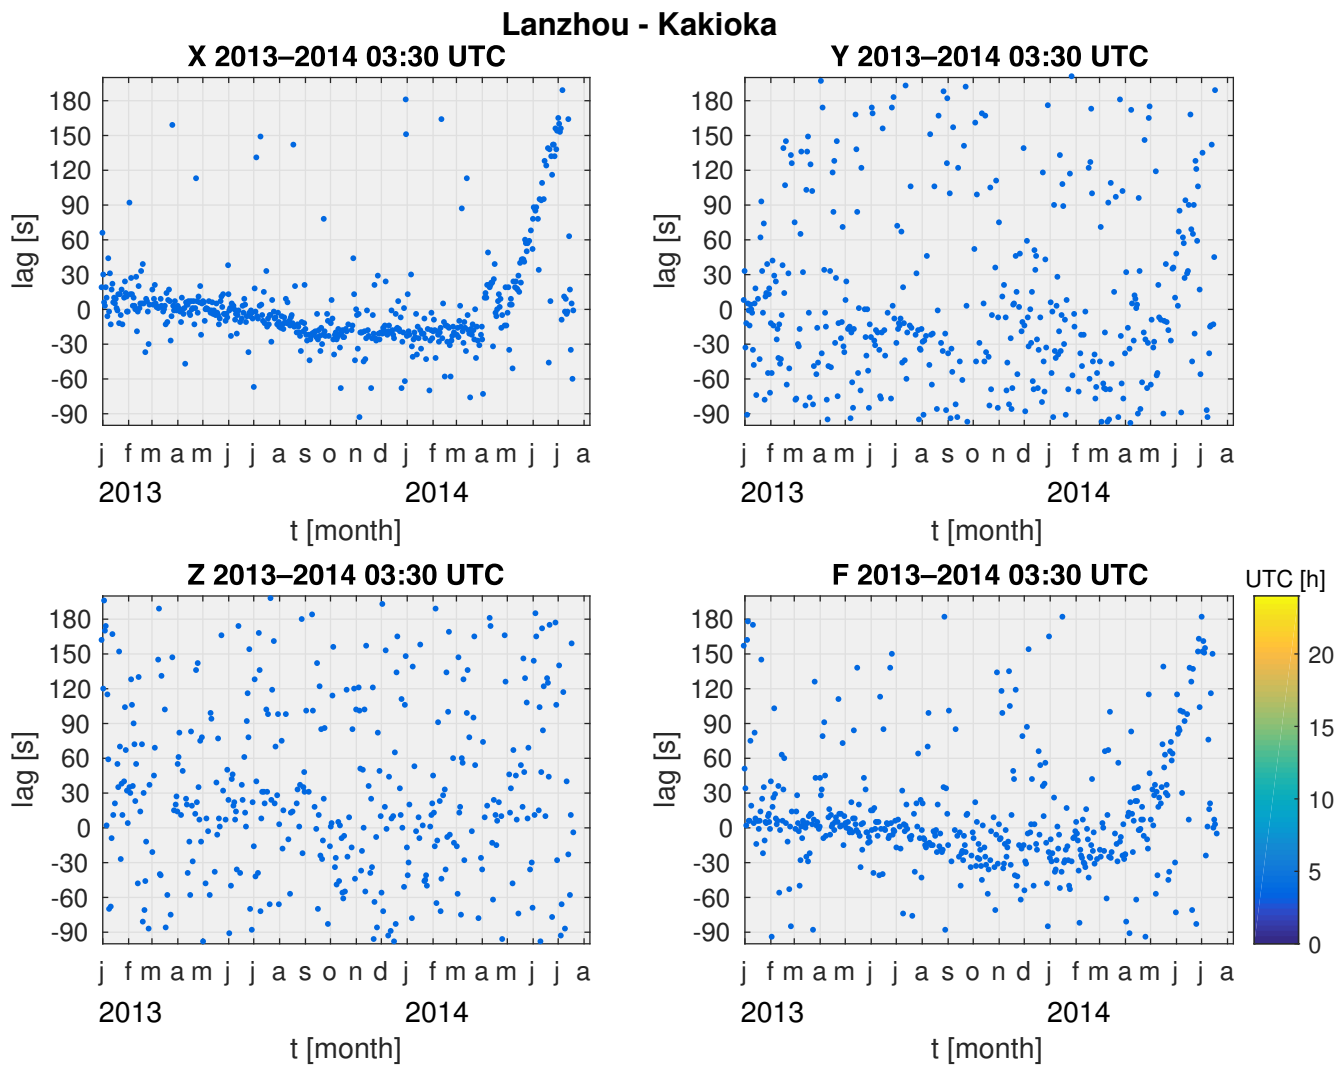 Lanzhou - Kakioka
X 2013–2014 03:30 UTC
180
150
120
90
60
30
0
-30
-60
-90
lag [s]
j f m a m j j a s o n d j f m a m j j a
2013 2014
t [month]
Y 2013–2014 03:30 UTC
180
150
120
90
60
30
0
-30
-60
-90
lag [s]
j f m a m j j a s o n d j f m a m j j a
2013 2014
t [month]
Z 2013–2014 03:30 UTC
180
150
120
90
60
30
0
-30
-60
-90
lag [s]
j f m a m j j a s o n d j f m a m j j a
2013 2014
t [month]
F 2013–2014 03:30 UTC
180
150
120
90
60
30
0
-30
-60
-90
lag [s]
j f m a m j j a s o n d j f m a m j j a
2013 2014
t [month]
UTC [h]
20
15
10
5
0